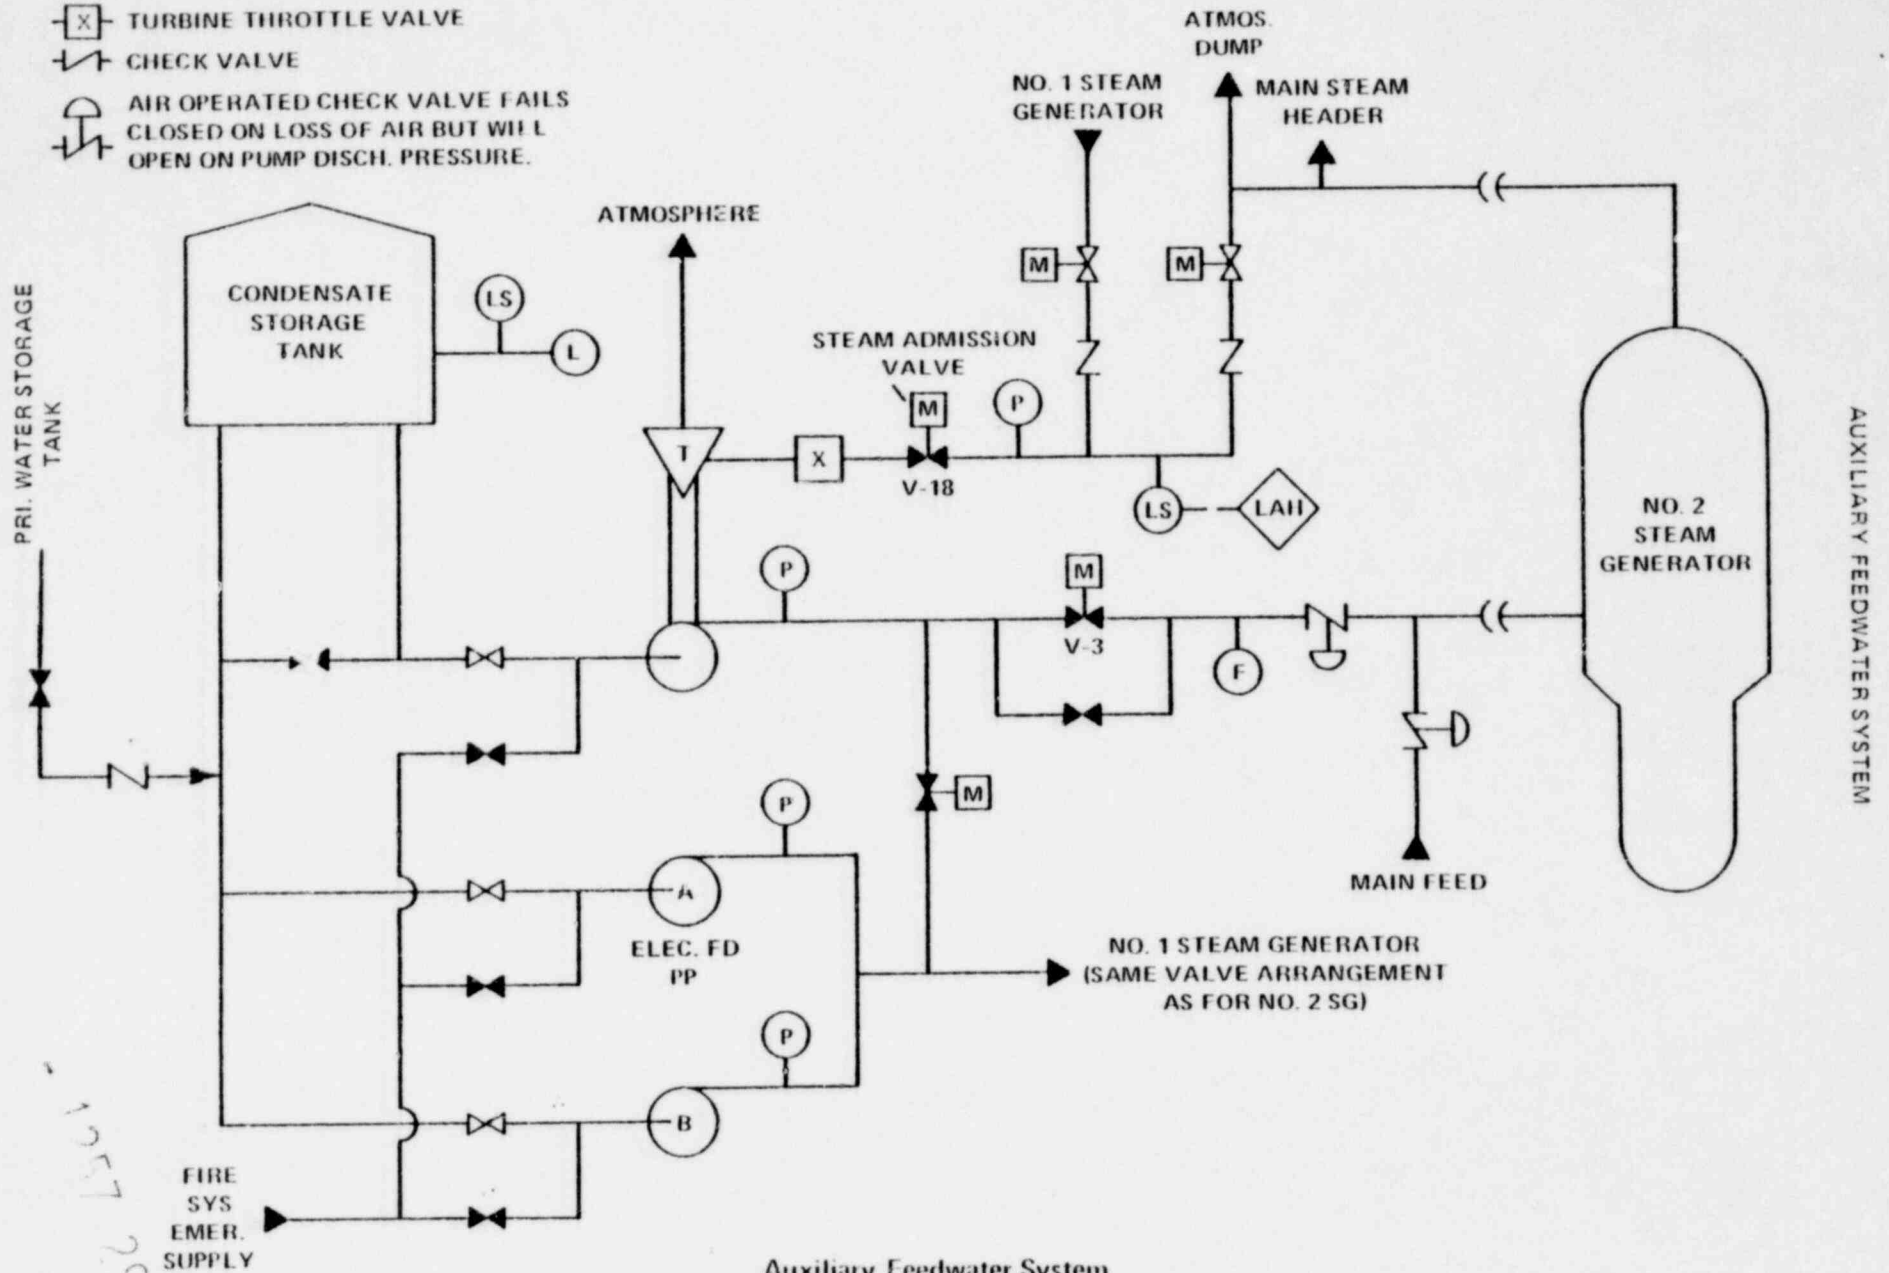 X TURBINE THROTTLE VALVE
CHECK VALVE
AIR OPERATED CHECK VALVE FAILS
CLOSED ON LOSS OF AIR BUT WILL
OPEN ON PUMP DISCH. PRESSURE.
ATMOS.
DUMP
NO. 1 STEAM
GENERATOR
MAIN STEAM
HEADER
ATMOSPHERE
M
M
CONDENSATE
STORAGE
TANK
LS
L
PRI. WATER STORAGE
TANK
STEAM ADMISSION
VALVE
M
P
T
X
V-18
LS
LAH
NO. 2
STEAM
GENERATOR
AUXILIARY FEEDWATER SYSTEM
P
M
V-3
F
M
P
A
ELEC. FD
PP
MAIN FEED
NO. 1 STEAM GENERATOR
(SAME VALVE ARRANGEMENT
AS FOR NO. 2 SG)
P
B
FIRE
SYS
EMER.
SUPPLY
Auxiliary Feedwater System